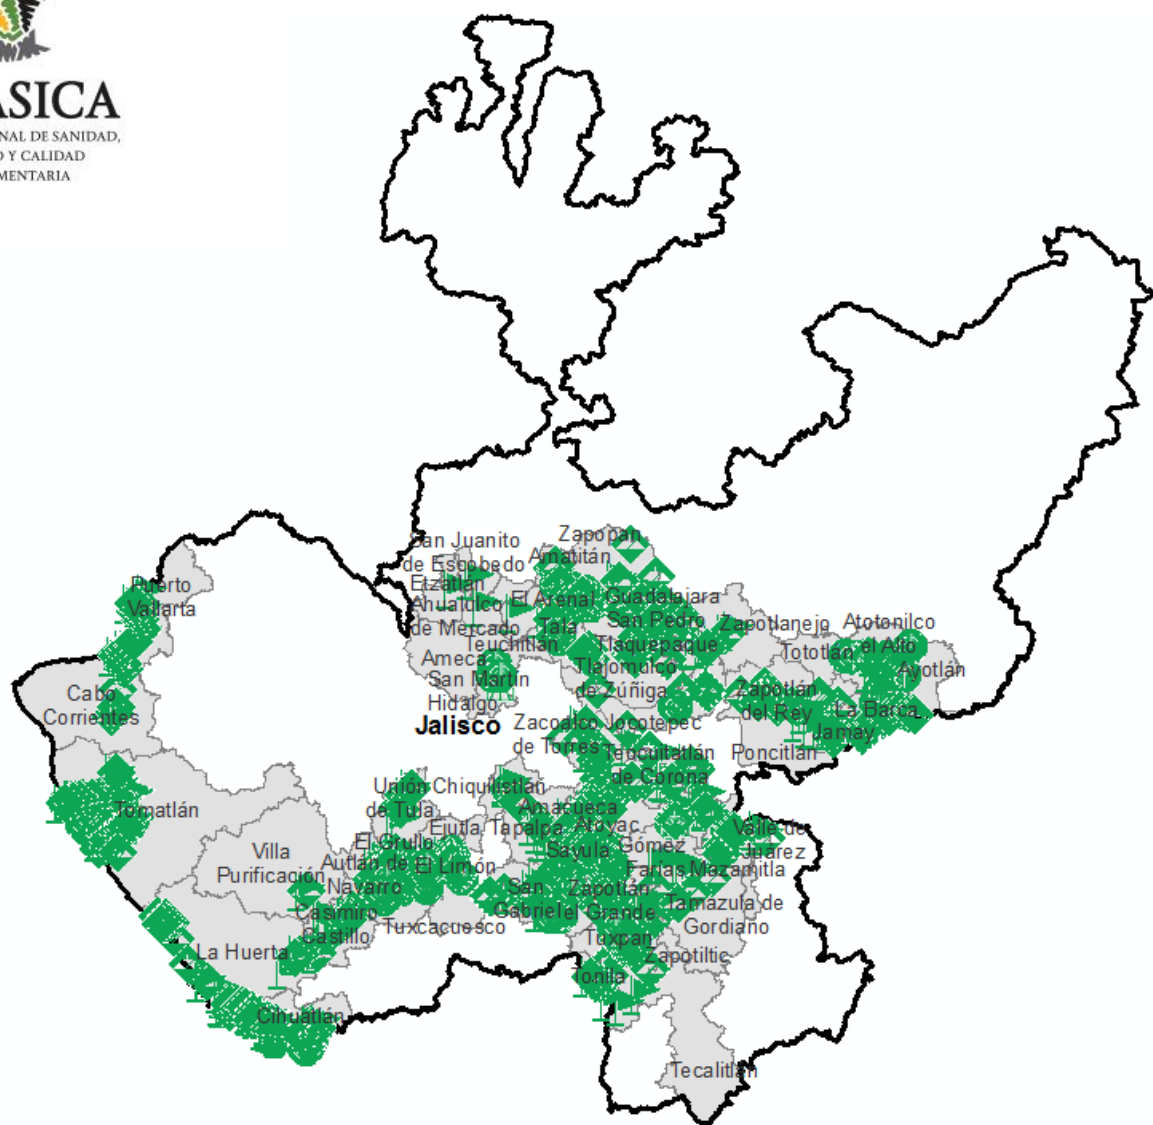 ASICA
NAL DE SANIDAD,
O Y CALIDAD
MENTARIA
Zapopan
San Juanito
de Escobedo
Amatitán
Etzatlán
Puerto
Vallarta
Ahualulco
de Mercado
El Arenal
Guadalajara
San Pedro
Tlaquepaque
Zapotlanejo
Atotonilco
el Alto
Tala
Teuchitlán
Tototlán
Ayotlán
Ameca
San Martín
Hidalgo
Tlajomulco
de Zúñiga
Zapotlán
del Rey
La Barca
Cabo
Corrientes
Jalisco
Zacoalco
de Torres
Jocotepec
Jamay
Teocuitatlán
de Corona
Poncitlán
Unión
de Tula
Chiquilistlán
Tomatlán
Amacueca
Ejutla
Tapalpa
Atoyac
Valle de
Juárez
Villa
Purificación
El Grullo
Autlán de
Navarro
El Limón
Sayula
Gómez
Farías
Mazamitla
San
Gabriel
Zapotlán
el Grande
Tamazula de
Gordiano
Casimiro
Castillo
Tuxcacuesco
La Huerta
Tuxpan
Zapotiltic
Tonila
Cihuatlán
Tecalitlán